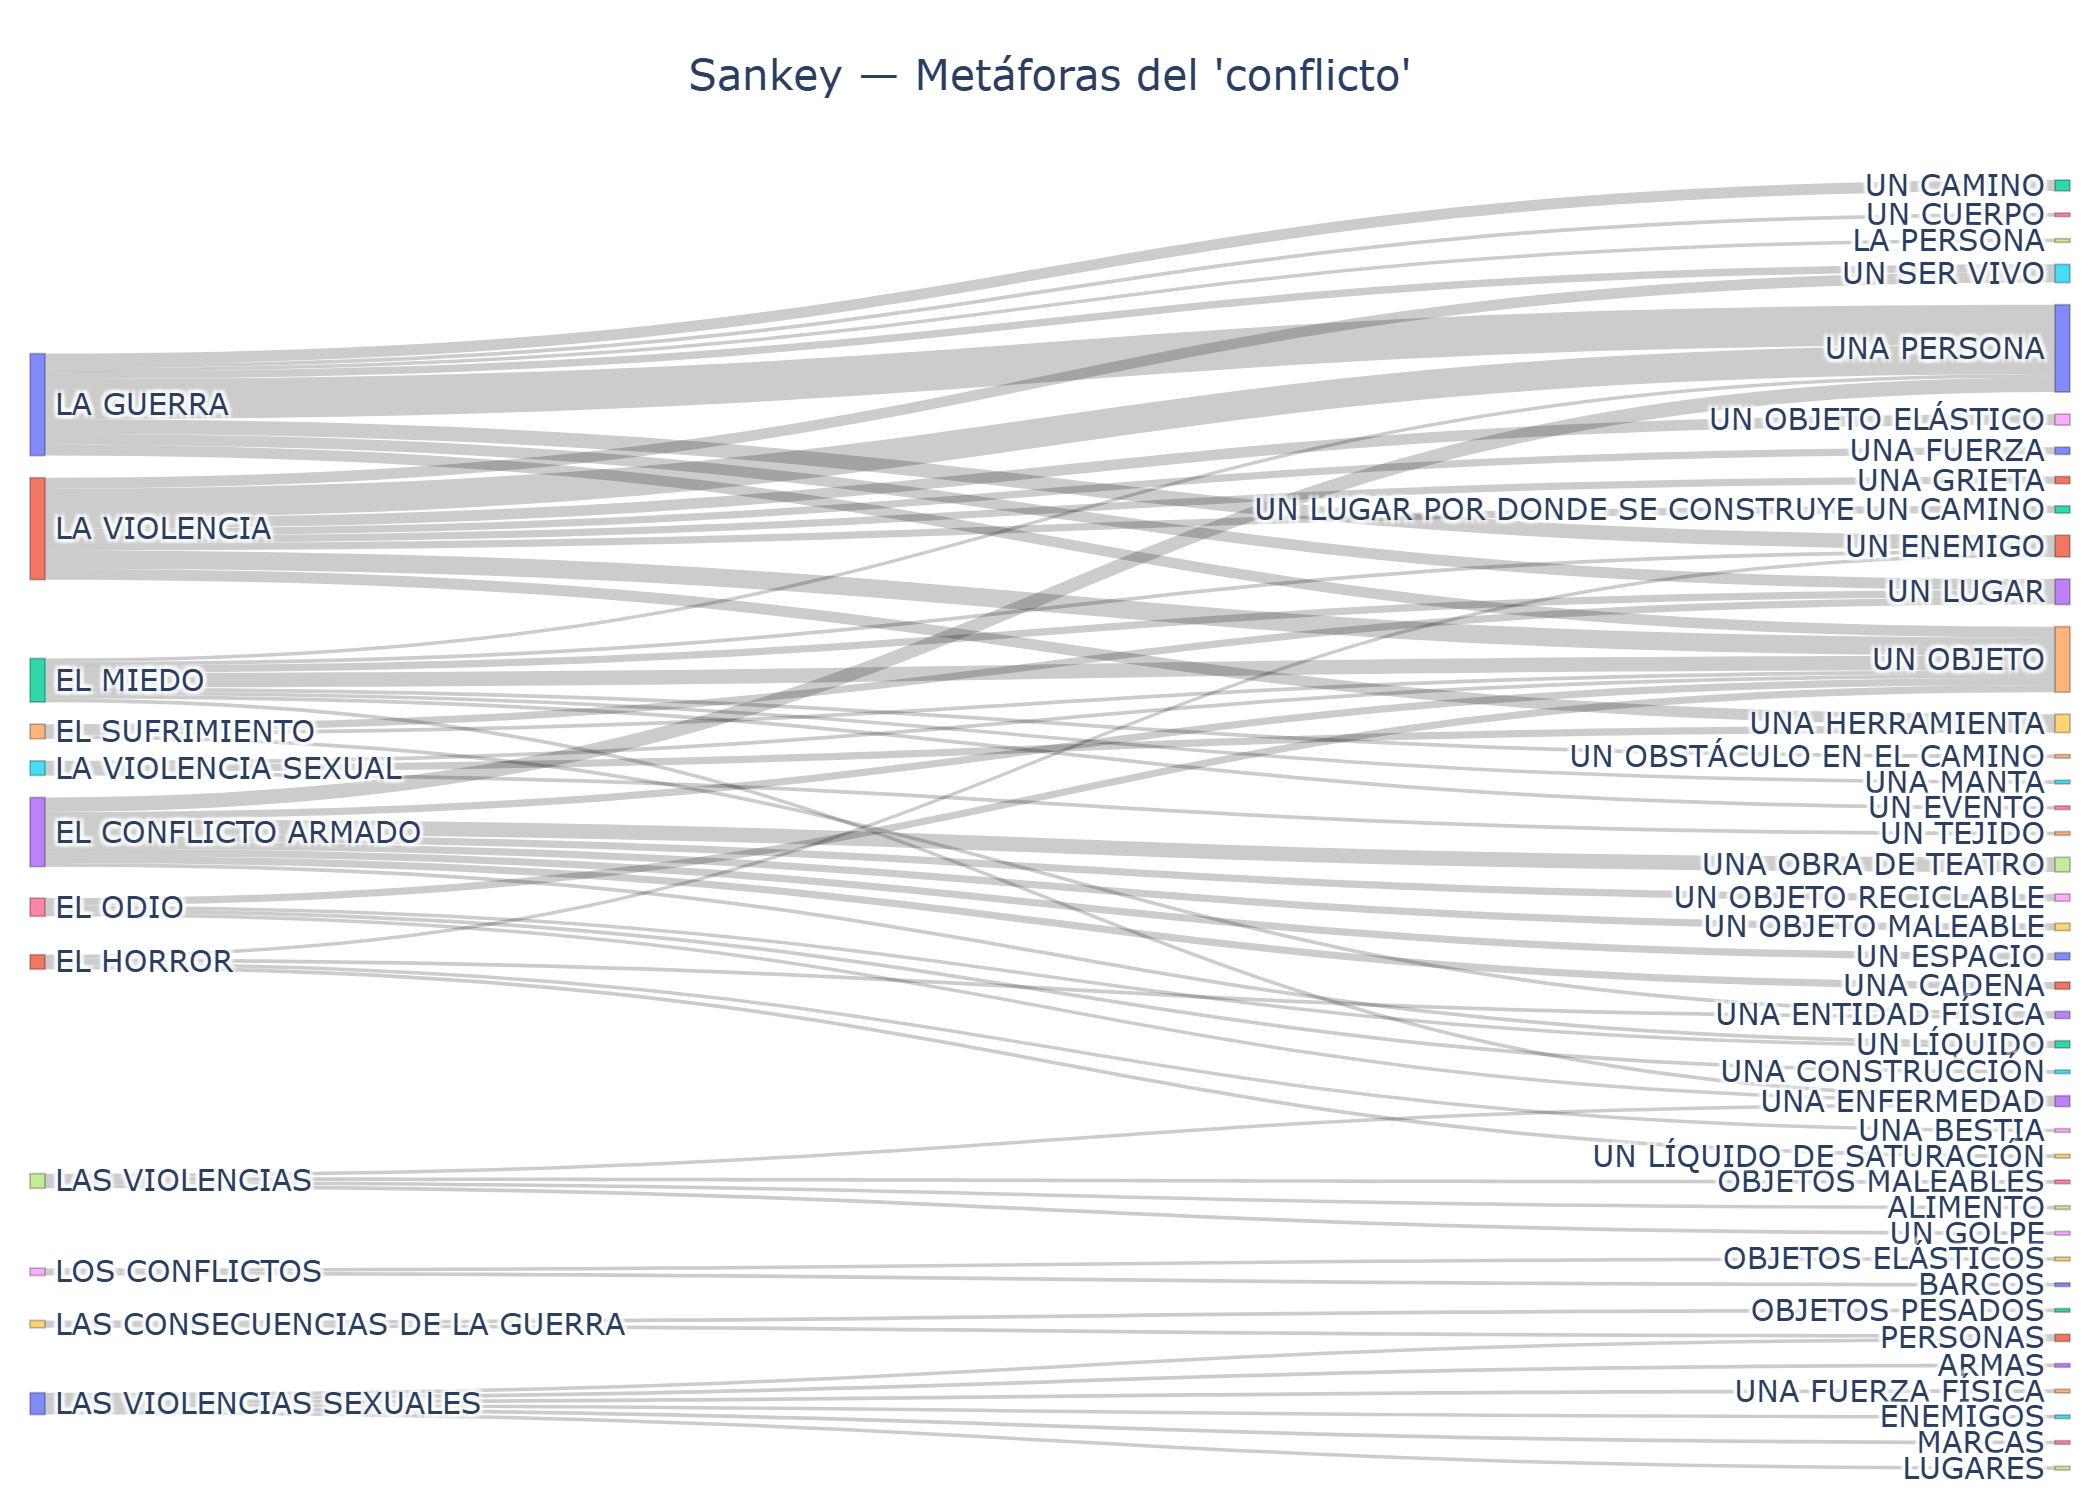 Sankey — Metáforas del 'conflicto'
LA GUERRA
LA VIOLENCIA
EL MIEDO
EL SUFRIMIENTO
LA VIOLENCIA SEXUAL
EL CONFLICTO ARMADO
EL ODIO
EL HORROR
LAS VIOLENCIAS
LOS CONFLICTOS
LAS CONSECUENCIAS DE LA GUERRA
LAS VIOLENCIAS SEXUALES
UN CAMINO
UN CUERPO
LA PERSONA
UN SER VIVO
UNA PERSONA
UN OBJETO ELÁSTICO
UNA FUERZA
UNA GRIETA
UN LUGAR POR DONDE SE CONSTRUYE UN CAMINO
UN ENEMIGO
UN LUGAR
UN OBJETO
UNA HERRAMIENTA
UN OBSTÁCULO EN EL CAMINO
UNA MANTA
UN EVENTO
UN TEJIDO
UNA OBRA DE TEATRO
UN OBJETO RECICLABLE
UN OBJETO MALEABLE
UN ESPACIO
UNA CADENA
UNA ENTIDAD FÍSICA
UN LÍQUIDO
UNA CONSTRUCCIÓN
UNA ENFERMEDAD
UNA BESTIA
UN LÍQUIDO DE SATURACIÓN
OBJETOS MALEABLES
ALIMENTO
UN GOLPE
OBJETOS ELÁSTICOS
BARCOS
OBJETOS PESADOS
PERSONAS
ARMAS
UNA FUERZA FÍSICA
ENEMIGOS
MARCAS
LUGARES